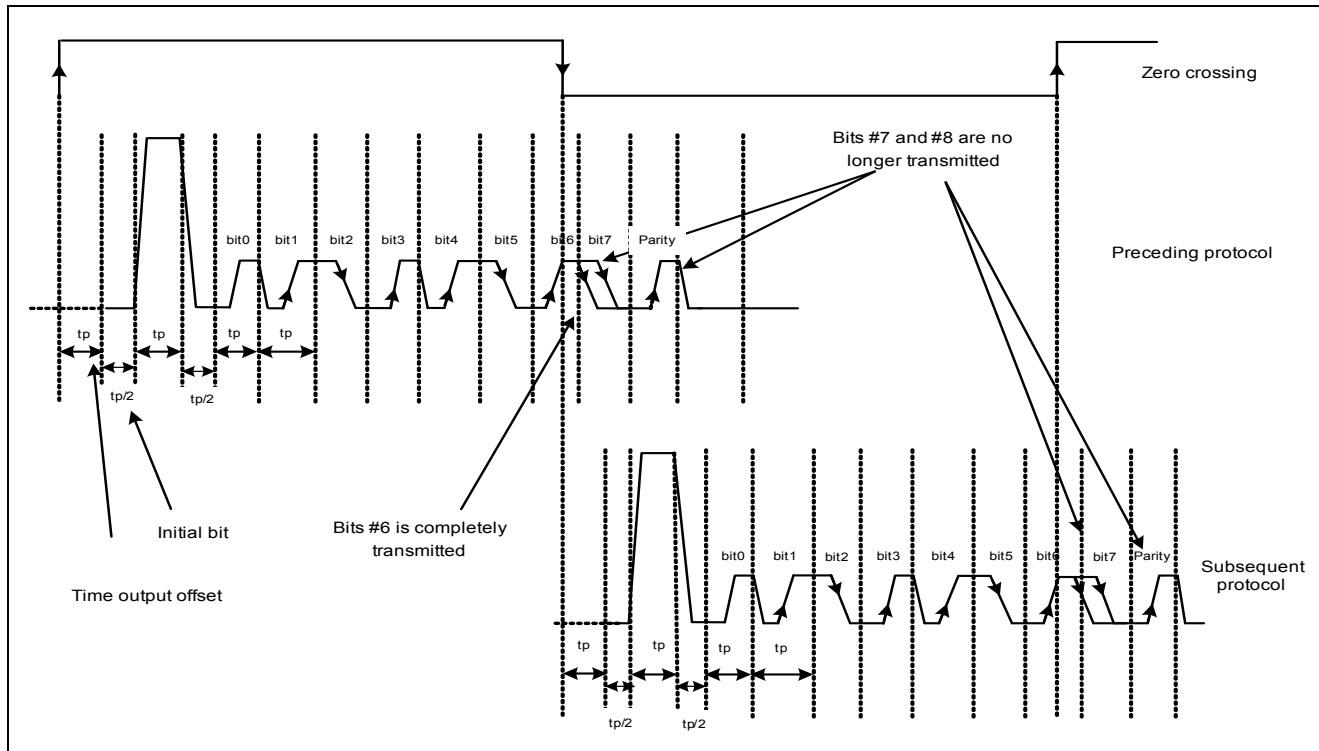 Zero crossing
Bits #7 and #8 are no
longer transmitted
bit0 bit1 bit2 bit3 bit4 bit5 bit6 bit7 Parity
Preceding protocol
tp tp tp tp
tp/2 tp/2
Initial bit
Bits #6 is completely
transmitted
Time output offset
bit0 bit1 bit2 bit3 bit4 bit5 bit6 bit7 Parity
Subsequent
protocol
tp tp tp tp
tp/2 tp/2